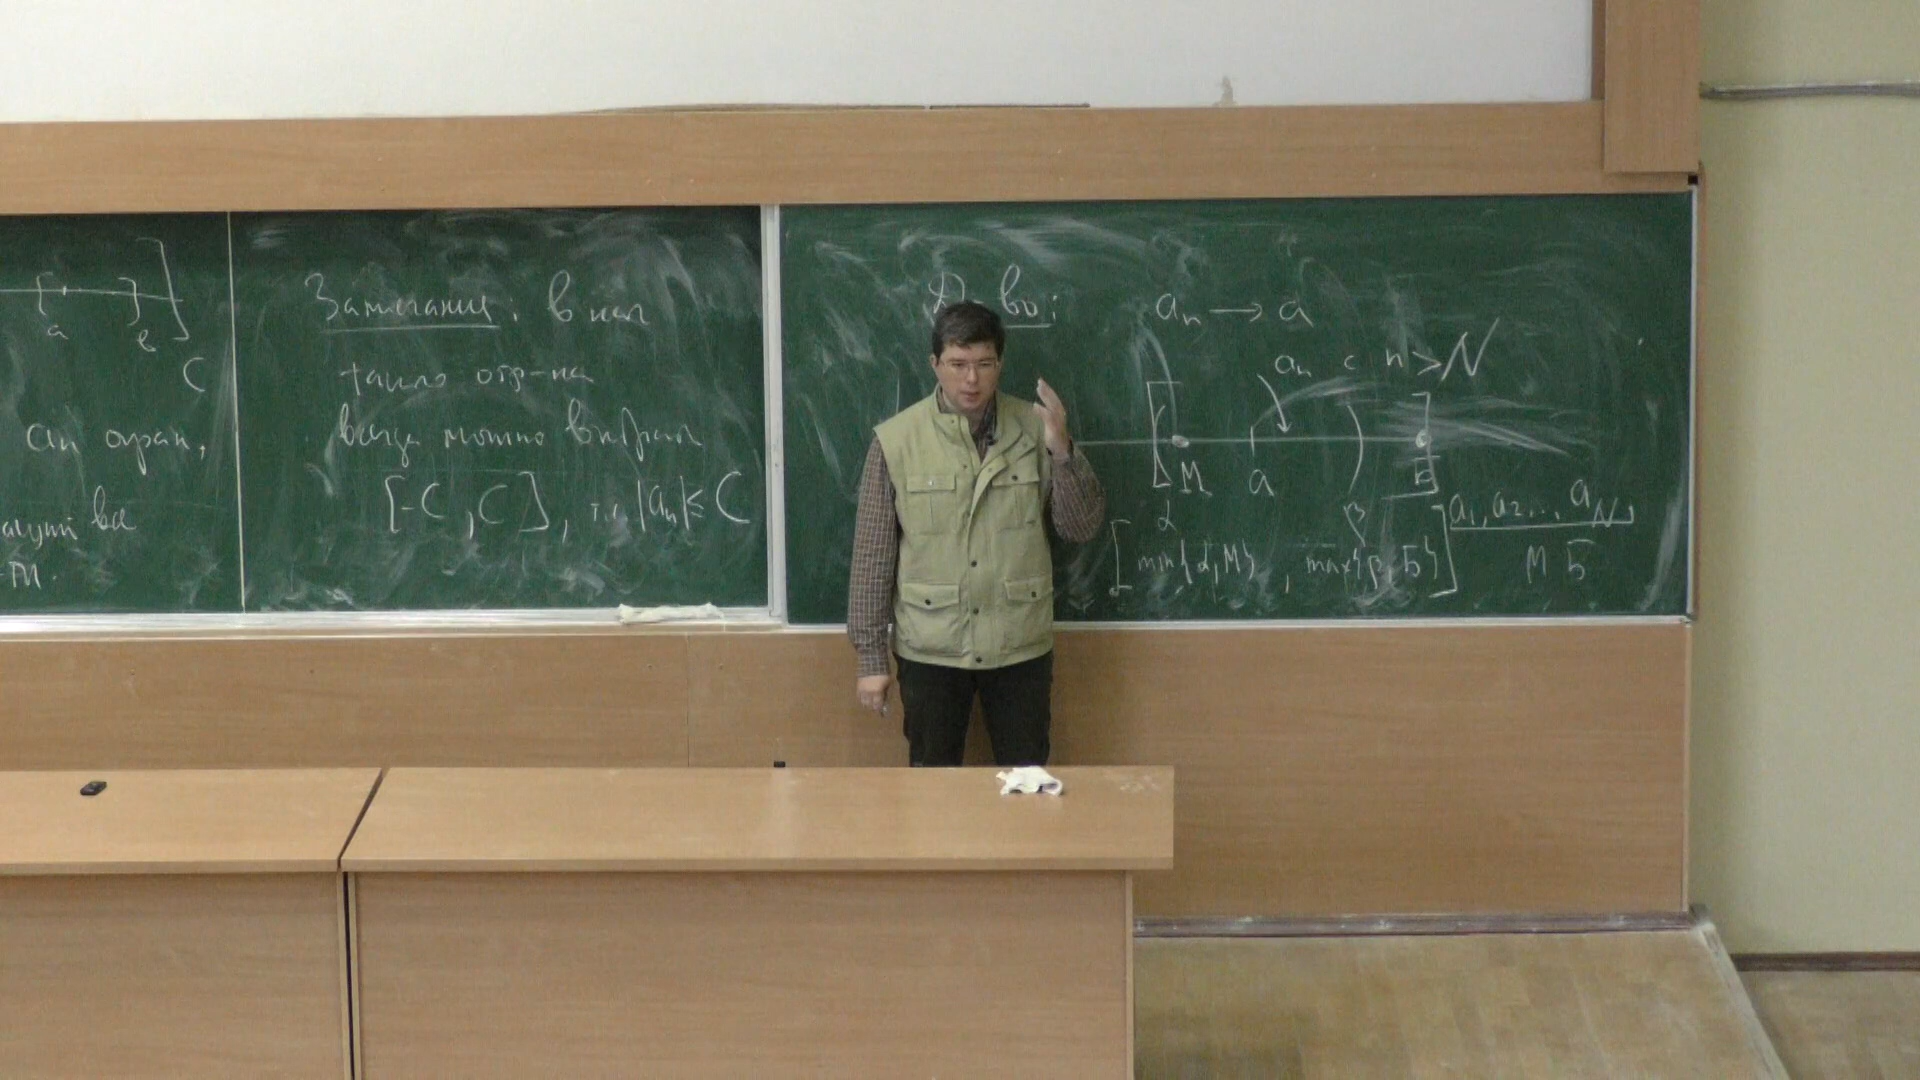 a в
C
an огран,
все
Замечание: в кач
такого отр-ка
всегда можно выбрать
[-C, C], т.ч. |an| ≤ C
Д-во: an → a
an с n > N
М a Б
α β
[min{α, М}, max{β, Б}]
a1, a2..., aN,
М Б